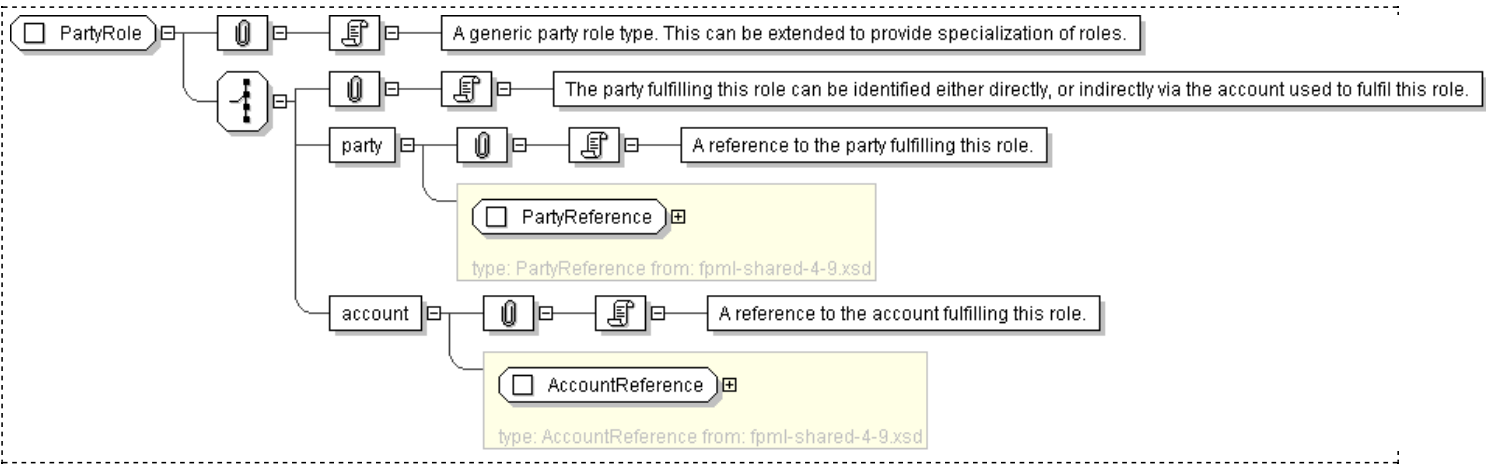 PartyRole
A generic party role type. This can be extended to provide specialization of roles.
The party fulfilling this role can be identified either directly, or indirectly via the account used to fulfil this role.
party
A reference to the party fulfilling this role.
PartyReference
type: PartyReference from: fpml-shared-4-9.xsd
account
A reference to the account fulfilling this role.
AccountReference
type: AccountReference from: fpml-shared-4-9.xsd